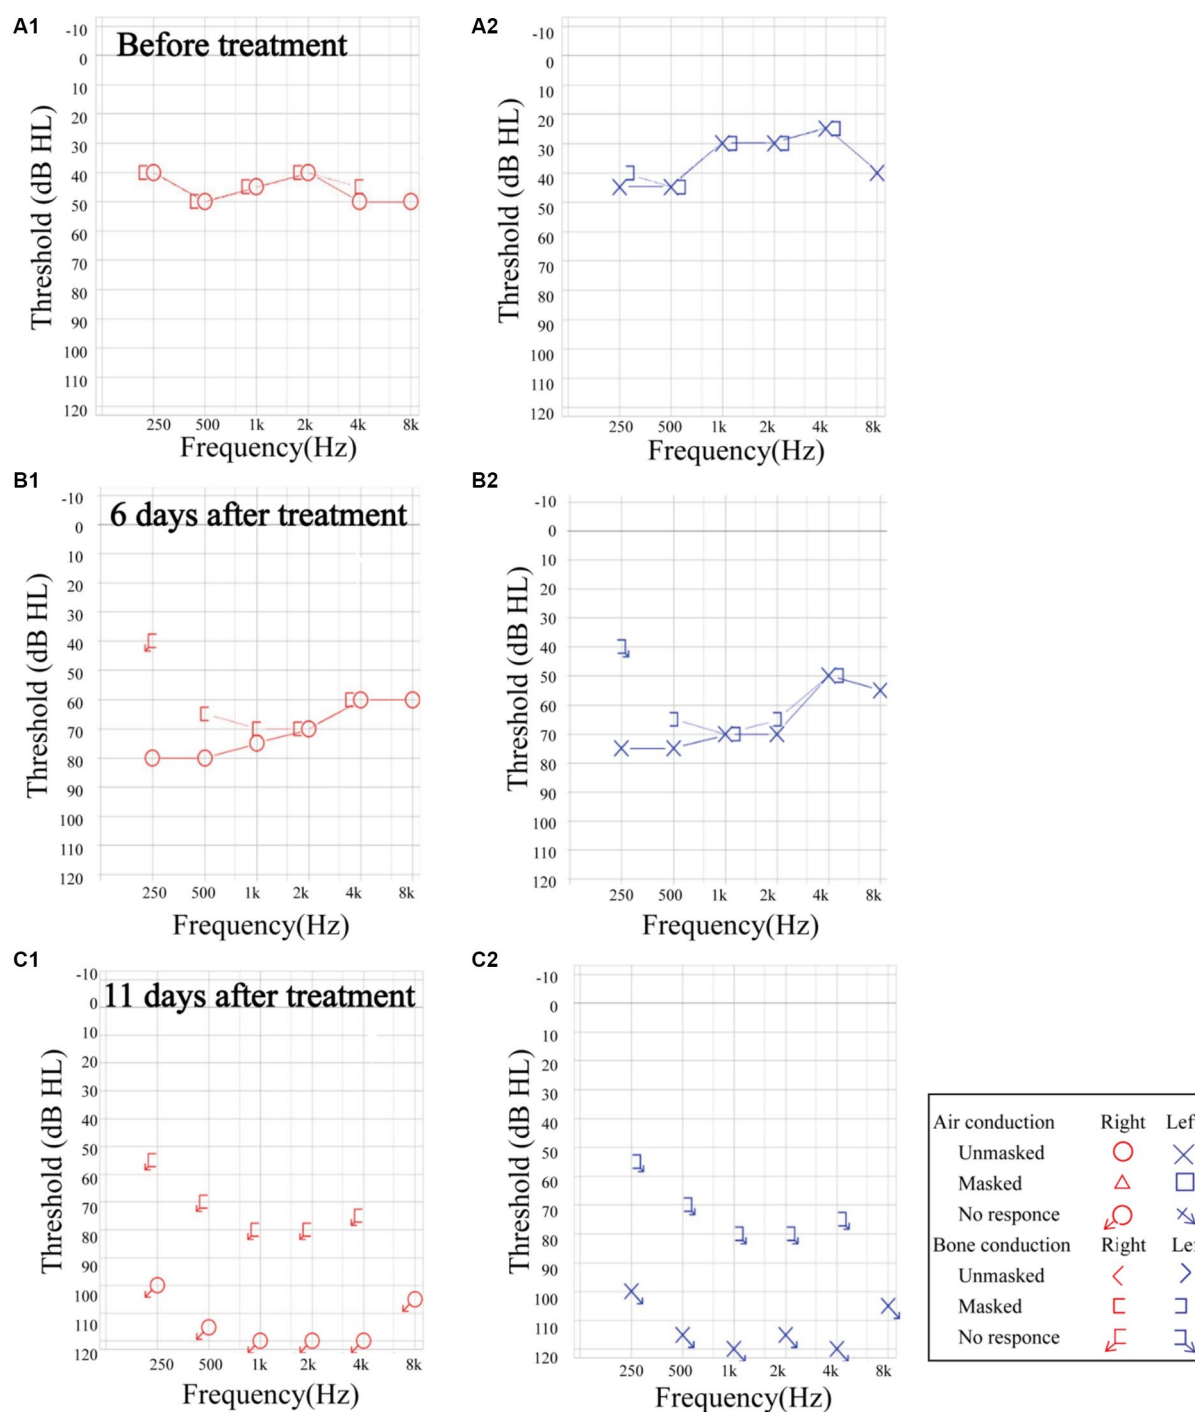 A1
Before treatment
-10
0
10
20
30
40
50
60
70
80
90
100
110
120
Threshold (dB HL)
250 500 1k 2k 4k 8k
Frequency(Hz)
A2
-10
0
10
20
30
40
50
60
70
80
90
100
110
120
Threshold (dB HL)
250 500 1k 2k 4k 8k
Frequency(Hz)
B1
6 days after treatment
-10
0
10
20
30
40
50
60
70
80
90
100
110
120
Threshold (dB HL)
250 500 1k 2k 4k 8k
Frequency(Hz)
B2
-10
0
10
20
30
40
50
60
70
80
90
100
110
120
Threshold (dB HL)
250 500 1k 2k 4k 8k
Frequency(Hz)
C1
11 days after treatment
-10
0
10
20
30
40
50
60
70
80
90
100
110
120
Threshold (dB HL)
250 500 1k 2k 4k 8k
Frequency(Hz)
C2
-10
0
10
20
30
40
50
60
70
80
90
100
110
120
Threshold (dB HL)
250 500 1k 2k 4k 8k
Frequency(Hz)
Air conduction Right Left
Unmasked
Masked
No responce
Bone conduction Right Left
Unmasked
Masked
No responce